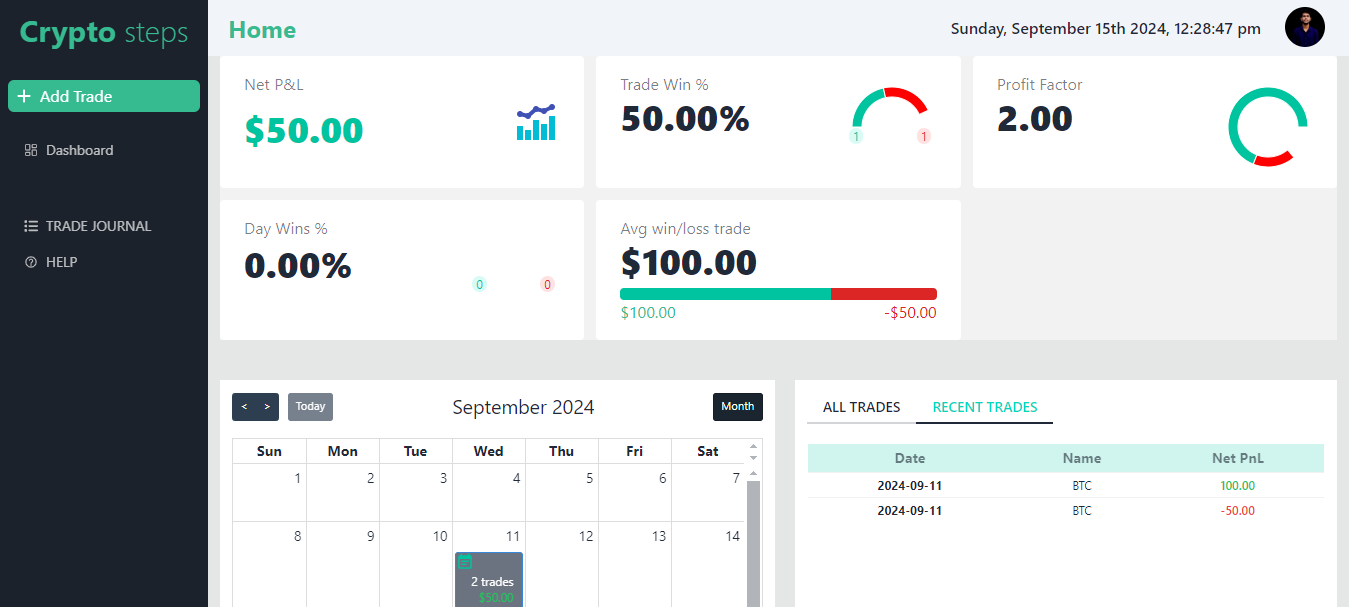 Crypto steps
Home
Sunday, September 15th 2024, 12:28:47 pm
+ Add Trade
Dashboard
TRADE JOURNAL
HELP
Net P&L
$50.00
Trade Win %
50.00%
1
1
Profit Factor
2.00
Day Wins %
0.00%
0
0
Avg win/loss trade
$100.00
$100.00 -$50.00
< > Today September 2024 Month
Sun Mon Tue Wed Thu Fri Sat
1 2 3 4 5 6 7
8 9 10 11 12 13 14
2 trades
$50.00
ALL TRADES RECENT TRADES
Date Name Net PnL
2024-09-11 BTC 100.00
2024-09-11 BTC -50.00